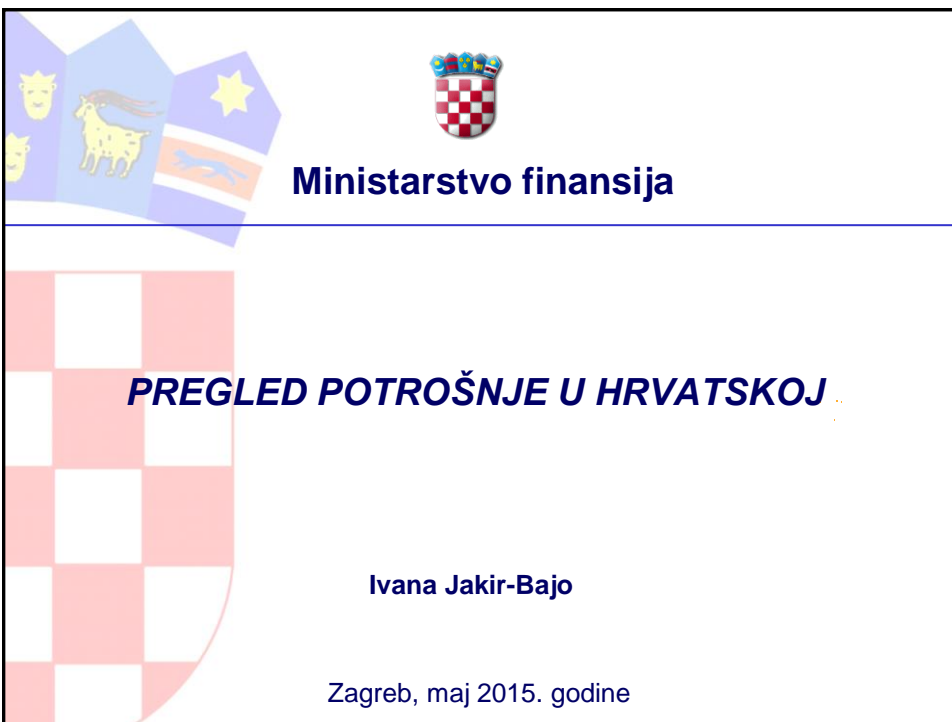 Ministarstvo finansija
PREGLED POTROŠNJE U HRVATSKOJ
Ivana Jakir-Bajo
Zagreb, maj 2015. godine